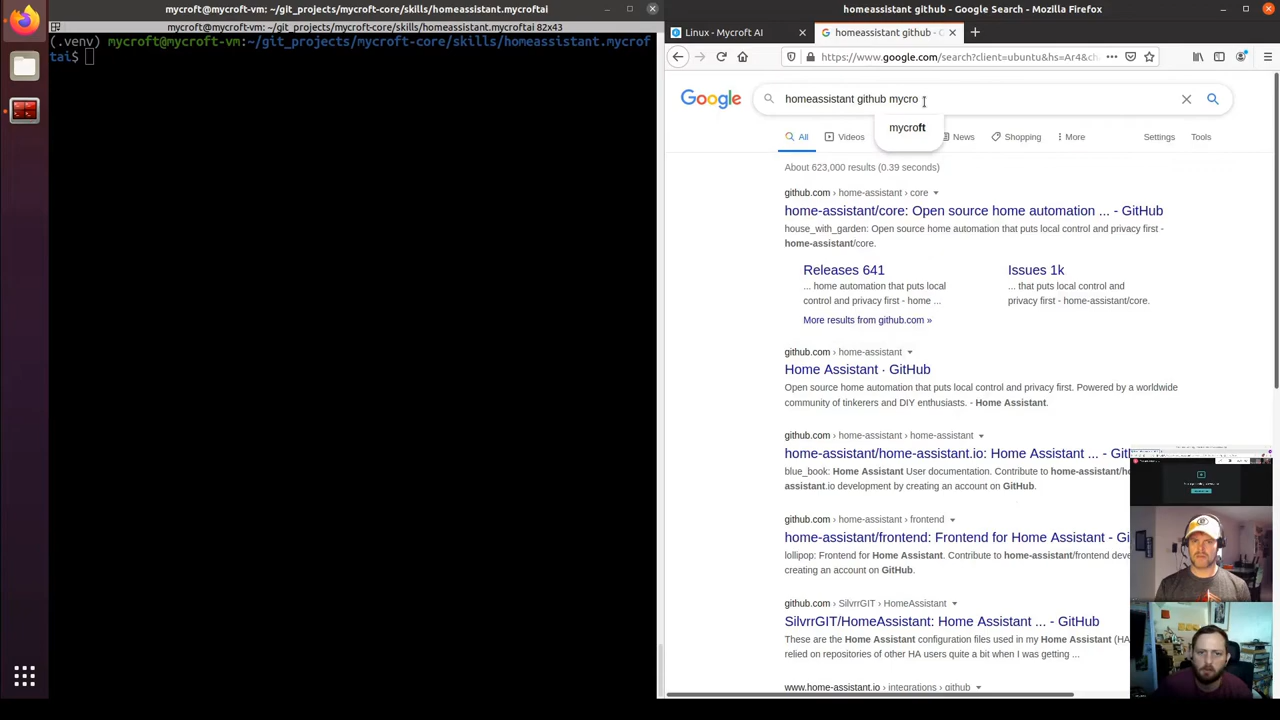 mycroft@mycroft-vm: ~/git_projects/mycroft-core/skills/homeassistant.mycroftai
mycroft@mycroft-vm: ~/git_projects/mycroft-core/skills/homeassistant.mycroftai 82x43
(.venv) mycroft@mycroft-vm:~/git_projects/mycroft-core/skills/homeassistant.mycrof
tai$
homeassistant github - Google Search - Mozilla Firefox
Linux - Mycroft AI
homeassistant github -
https://www.google.com/search?client=ubuntu&hs=Ar4&ch
Google
homeassistant github mycro
mycroft
All
Videos
News
Shopping
More
Settings
Tools
About 623,000 results (0.39 seconds)
github.com › home-assistant › core
home-assistant/core: Open source home automation ... - GitHub
house_with_garden: Open source home automation that puts local control and privacy first -
home-assistant/core.
Releases 641
... home automation that puts local
control and privacy first - home ...
Issues 1k
... that puts local control and
privacy first - home-assistant/core.
More results from github.com »
github.com › home-assistant
Home Assistant · GitHub
Open source home automation that puts local control and privacy first. Powered by a worldwide
community of tinkerers and DIY enthusiasts. - Home Assistant.
github.com › home-assistant › home-assistant
home-assistant/home-assistant.io: Home Assistant ... - Git
blue_book: Home Assistant User documentation. Contribute to home-assistant/h
assistant.io development by creating an account on GitHub.
github.com › home-assistant › frontend
home-assistant/frontend: Frontend for Home Assistant - Gi
lollipop: Frontend for Home Assistant. Contribute to home-assistant/frontend deve
creating an account on GitHub.
github.com › SilvrrGIT › HomeAssistant
SilvrrGIT/HomeAssistant: Home Assistant ... - GitHub
These are the Home Assistant configuration files used in my Home Assistant (HA
relied on repositories of other HA users quite a bit when I was getting ...
www.home-assistant.io › integrations › github